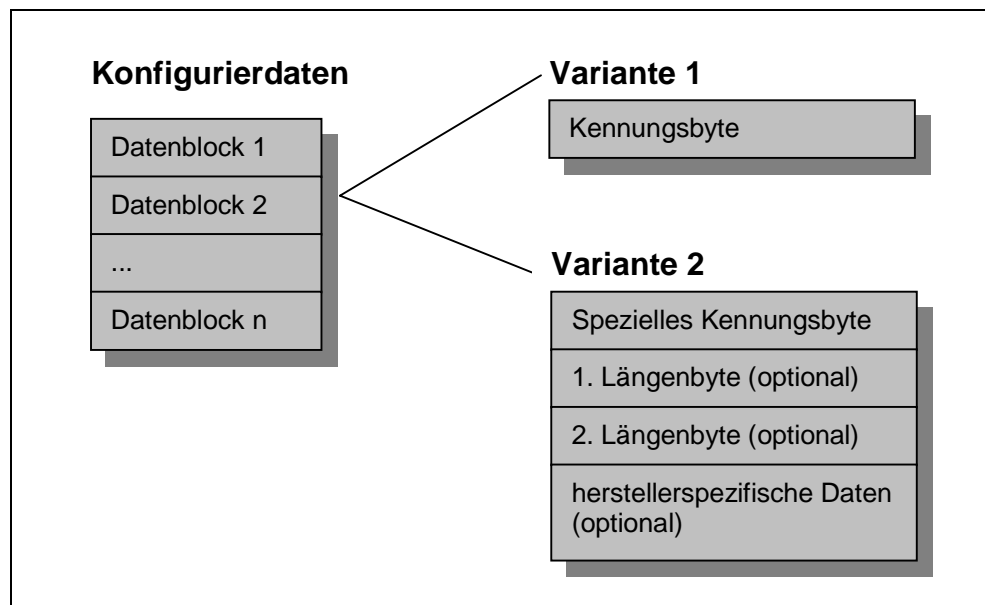 Konfigurierdaten
Datenblock 1
Datenblock 2
...
Datenblock n
Variante 1
Kennungsbyte
Variante 2
Spezielles Kennungsbyte
1. Längenbyte (optional)
2. Längenbyte (optional)
herstellerspezifische Daten
(optional)